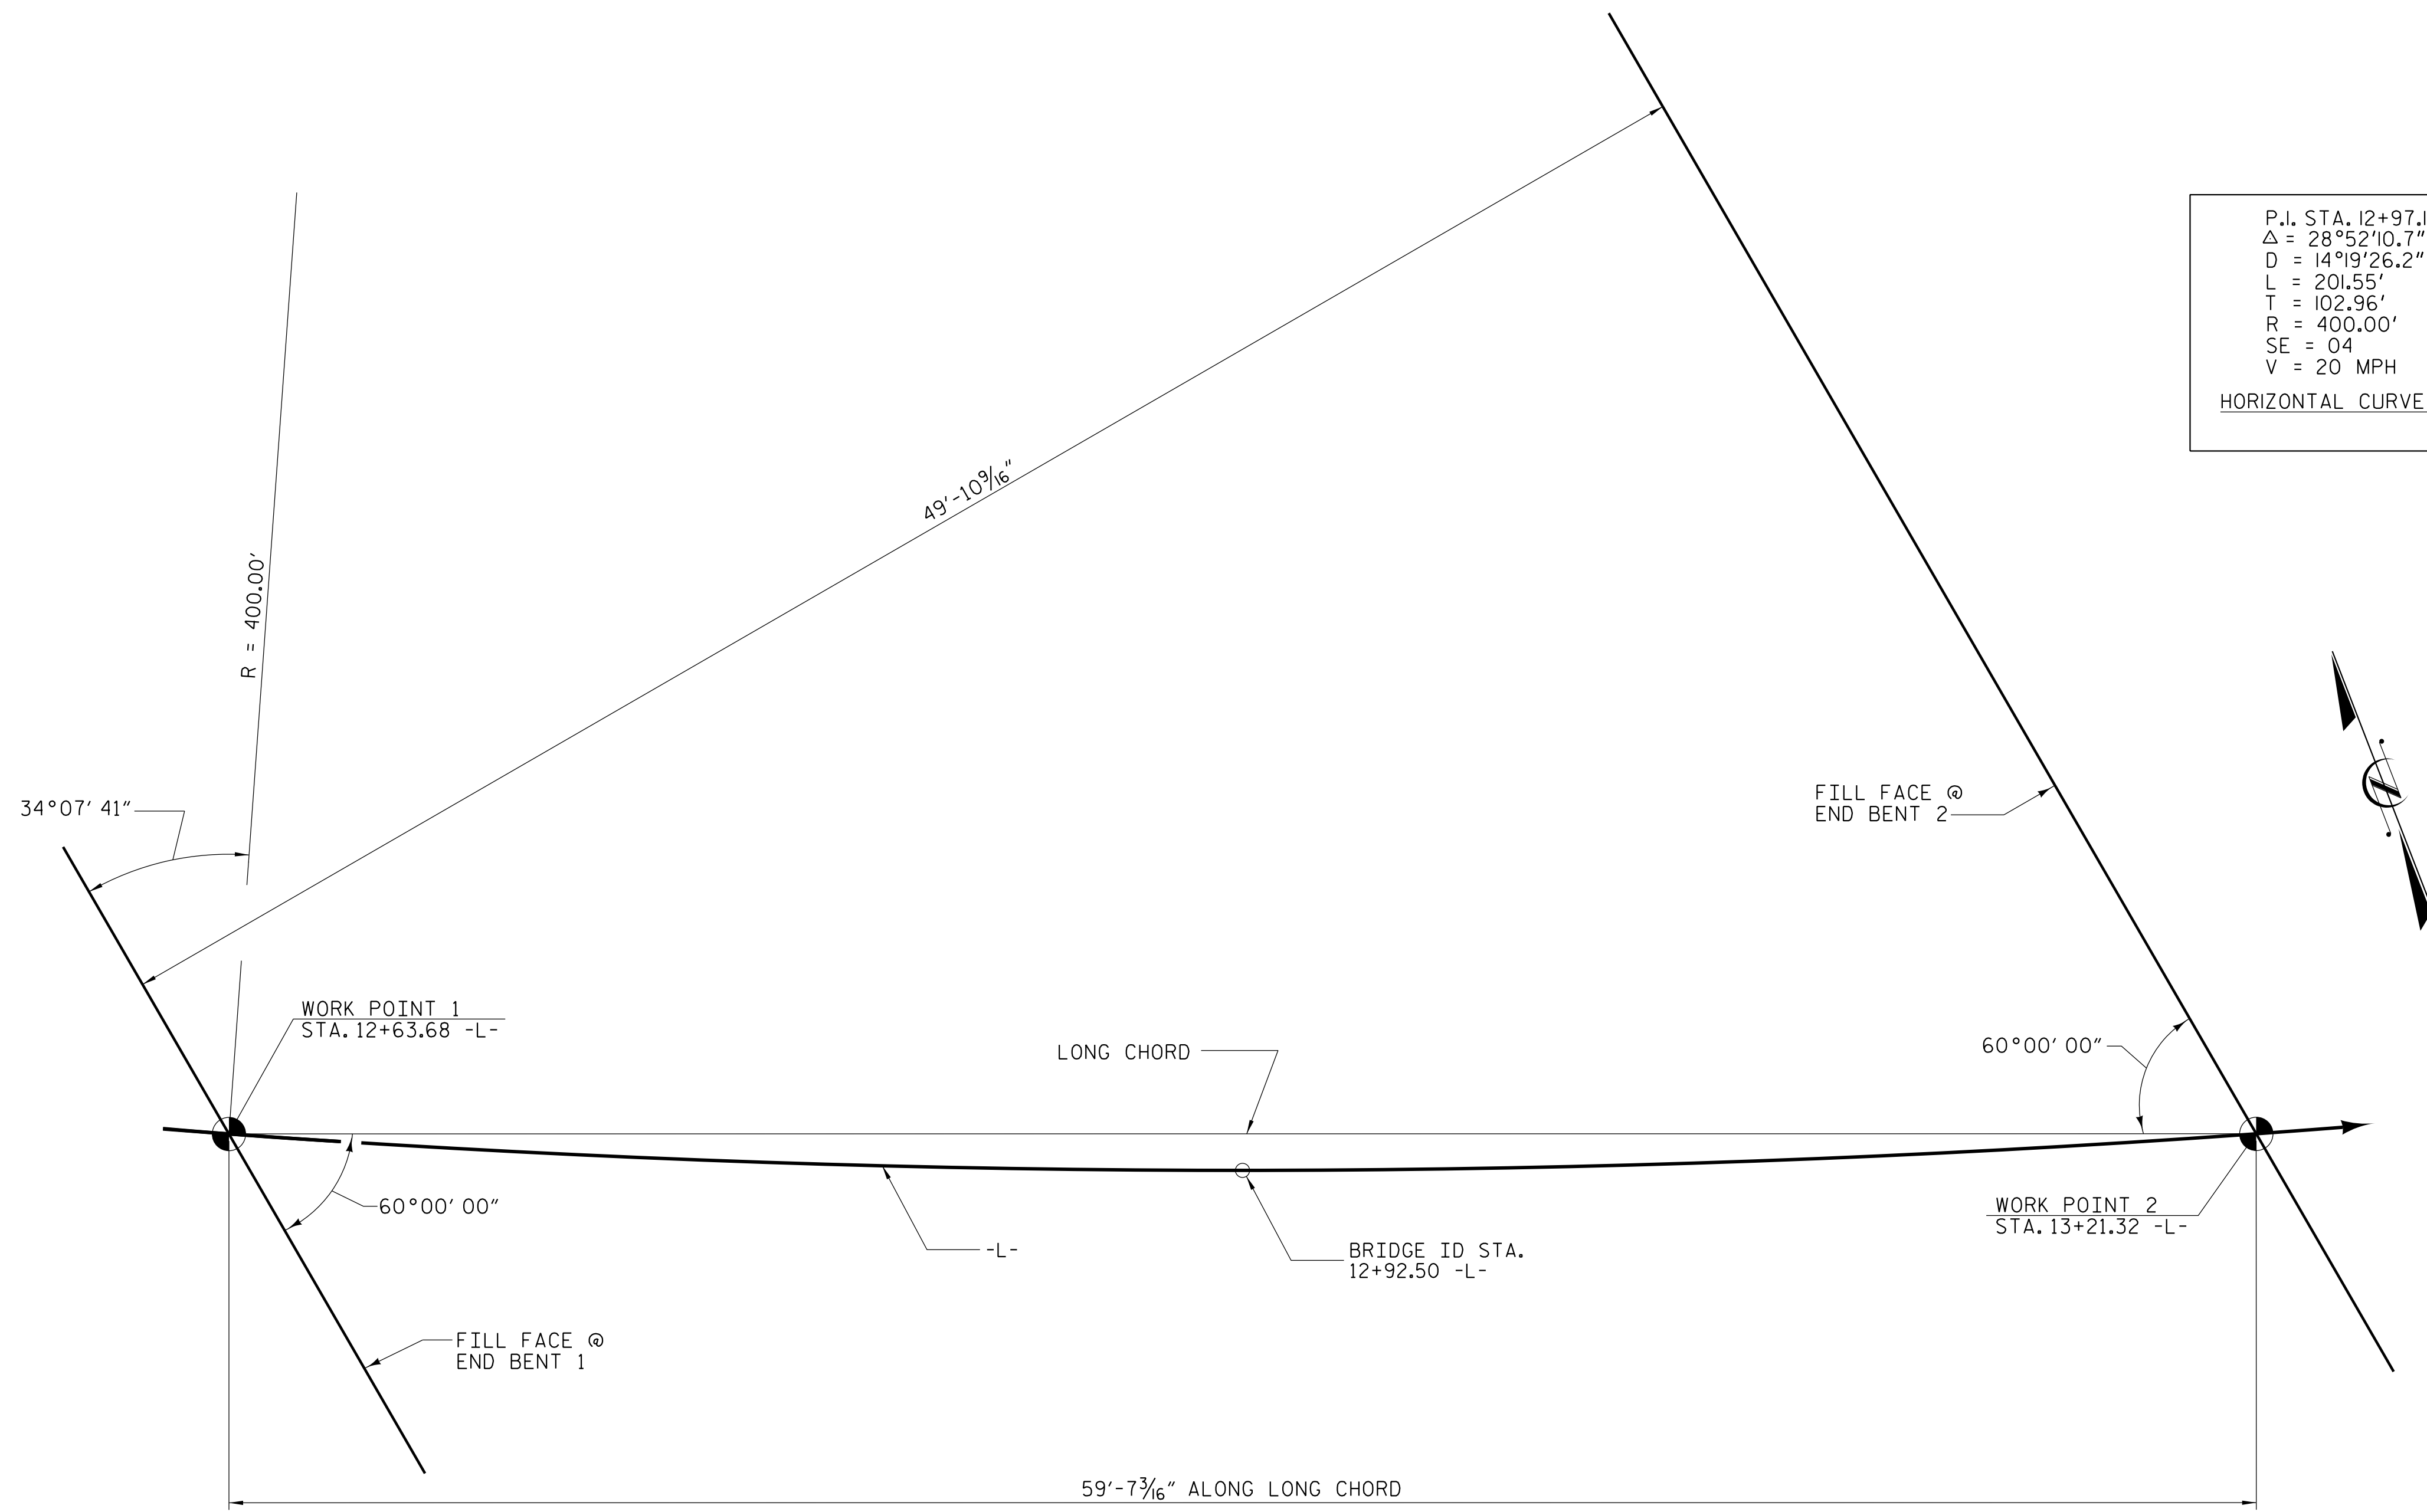 P.I. STA. 12+97.1
△ = 28°52'10.7"
D = 14°19'26.2"
L = 201.55'
T = 102.96'
R = 400.00'
SE = 04
V = 20 MPH
HORIZONTAL CURVE
49'-10 9/16"
R = 400.00'
34°07'41"
FILL FACE @
END BENT 2
WORK POINT 1
STA. 12+63.68 -L-
LONG CHORD
60°00'00"
60°00'00"
WORK POINT 2
STA. 13+21.32 -L-
-L-
BRIDGE ID STA.
12+92.50 -L-
FILL FACE @
END BENT 1
59'-7 3/16" ALONG LONG CHORD
N